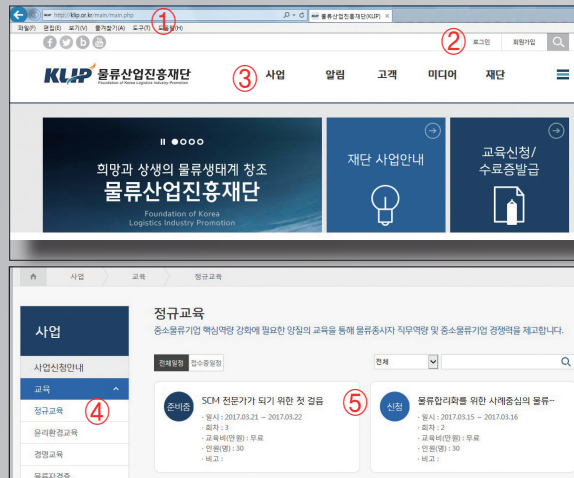 http://klip.or.kr/main/main.php
물류산업진흥재단(KLIP)
파일(F) 편집(E) 보기(V) 즐겨찾기(A) 도구(T) 도움말(H)
①
② 로그인 회원가입
KLIP 물류산업진흥재단
Foundation of Korea Logistics Industry Promotion
③ 사업 알림 고객 미디어 재단
희망과 상생의 물류생태계 창조
물류산업진흥재단
Foundation of Korea
Logistics Industry Promotion
재단 사업안내
교육신청/
수료증발급
사업 교육 정규교육
사업
사업신청안내
교육
정규교육
④
윤리환경교육
경영교육
물류자격증
정규교육
중소물류기업 핵심역량 강화에 필요한 양질의 교육을 통해 물류종사자 직무역량 및 중소물류기업 경쟁력을 제고합니다.
전체일정 접수중일정
전체
준비중
SCM 전문가가 되기 위한 첫 걸음
· 일시 : 2017.03.21 ~ 2017.03.22
· 회차 : 3
· 교육비(만원) : 무료
· 인원(명) : 30
· 비고 :
⑤
신청
물류합리화를 위한 사례중심의 물류···
· 일시 : 2017.03.15 ~ 2017.03.16
· 회차 : 2
· 교육비(만원) : 무료
· 인원(명) : 30
· 비고 :